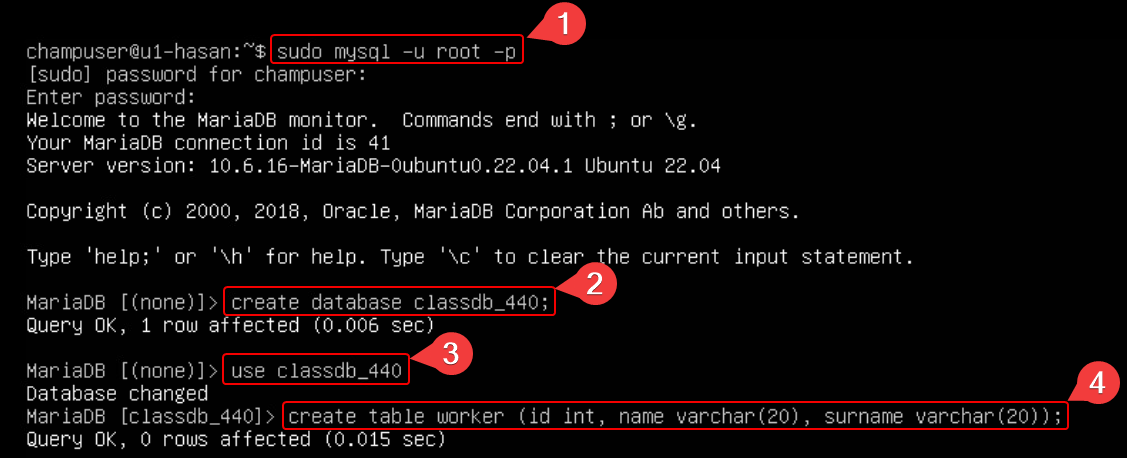 1
champuser@u1-hasan:~$ sudo mysql -u root -p
[sudo] password for champuser:
Enter password:
Welcome to the MariaDB monitor.  Commands end with ; or \g.
Your MariaDB connection id is 41
Server version: 10.6.16-MariaDB-0ubuntu0.22.04.1 Ubuntu 22.04
Copyright (c) 2000, 2018, Oracle, MariaDB Corporation Ab and others.
Type 'help;' or '\h' for help. Type '\c' to clear the current input statement.
2
MariaDB [(none)]> create database classdb_440;
Query OK, 1 row affected (0.006 sec)
3
MariaDB [(none)]> use classdb_440
Database changed
4
MariaDB [classdb_440]> create table worker (id int, name varchar(20), surname varchar(20));
Query OK, 0 rows affected (0.015 sec)